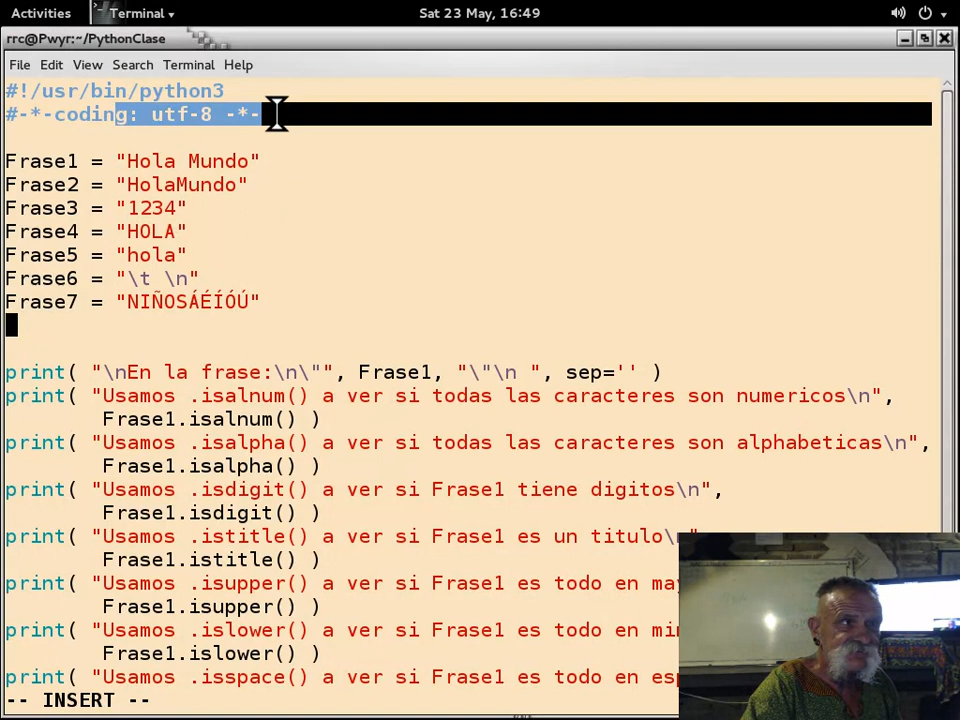 Activities Terminal Sat 23 May, 16:49
rrc@Pwyr:~/PythonClase
File Edit View Search Terminal Help
#!/usr/bin/python3
#-*-coding: utf-8 -*-
Frase1 = "Hola Mundo"
Frase2 = "HolaMundo"
Frase3 = "1234"
Frase4 = "HOLA"
Frase5 = "hola"
Frase6 = "\t \n"
Frase7 = "NIÑOSÁÉÍÓÚ"
print( "\nEn la frase:\n\"", Frase1, "\"\n ", sep='' )
print( "Usamos .isalnum() a ver si todas las caracteres son numericos\n",
Frase1.isalnum() )
print( "Usamos .isalpha() a ver si todas las caracteres son alphabeticas\n",
Frase1.isalpha() )
print( "Usamos .isdigit() a ver si Frase1 tiene digitos\n",
Frase1.isdigit() )
print( "Usamos .istitle() a ver si Frase1 es un titulo\n"
Frase1.istitle() )
print( "Usamos .isupper() a ver si Frase1 es todo en
Frase1.isupper() )
print( "Usamos .islower() a ver si Frase1 es todo en
Frase1.islower() )
print( "Usamos .isspace() a ver si Frase1 es todo en
-- INSERT --